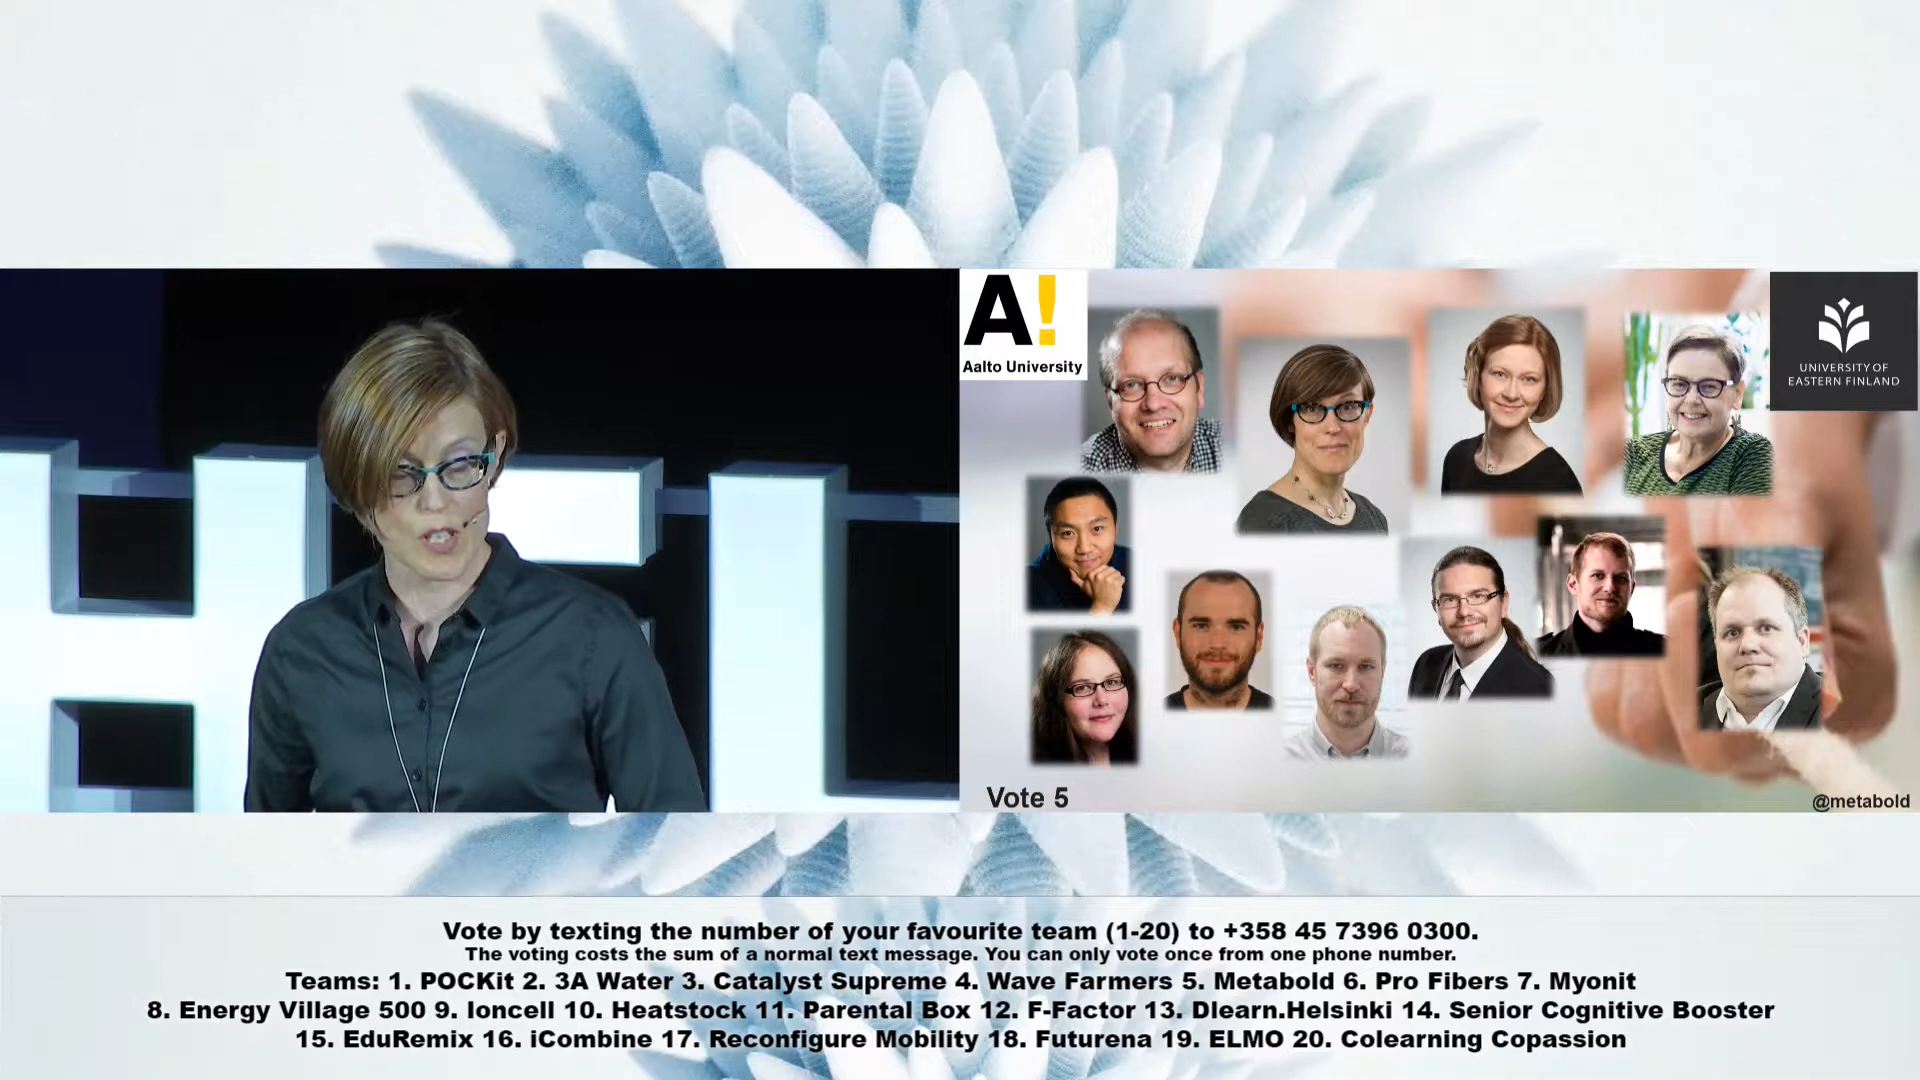 A!
Aalto University
UNIVERSITY OF
EASTERN FINLAND
Vote 5
@metabold
Vote by texting the number of your favourite team (1-20) to +358 45 7396 0300.
The voting costs the sum of a normal text message. You can only vote once from one phone number.
Teams: 1. POCKit 2. 3A Water 3. Catalyst Supreme 4. Wave Farmers 5. Metabold 6. Pro Fibers 7. Myonit
8. Energy Village 500 9. Ioncell 10. Heatstock 11. Parental Box 12. F-Factor 13. Dlearn.Helsinki 14. Senior Cognitive Booster
15. EduRemix 16. iCombine 17. Reconfigure Mobility 18. Futurena 19. ELMO 20. Colearning Copassion